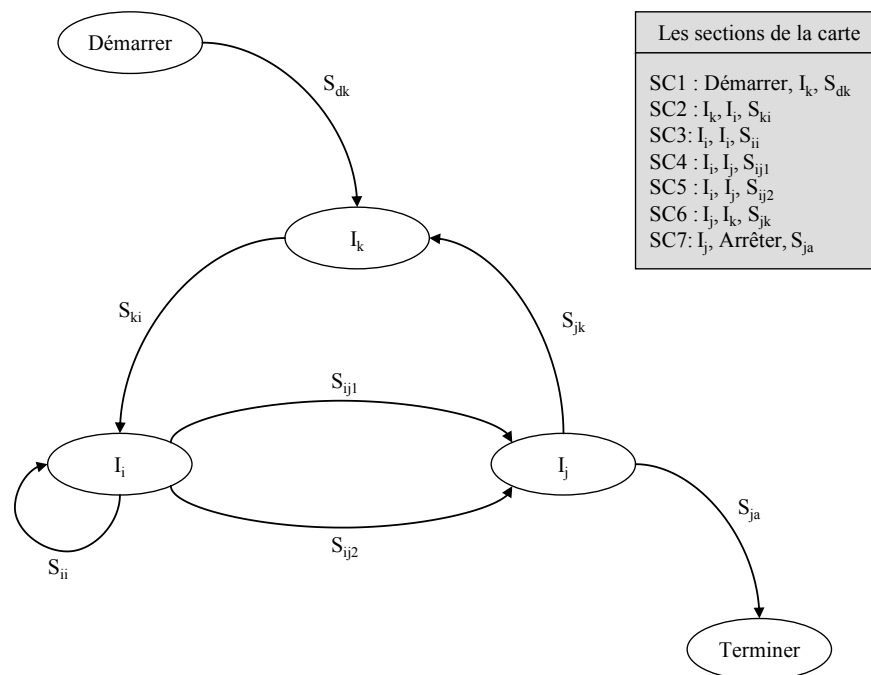 Démarrer
Les sections de la carte
S_dk
SC1 : Démarrer, I_k, S_dk
SC2 : I_k, I_i, S_ki
SC3: I_i, I_i, S_ii
SC4 : I_i, I_j, S_ij1
SC5 : I_i, I_j, S_ij2
SC6 : I_j, I_k, S_jk
SC7: I_j, Arrêter, S_ja
I_k
S_ki
S_jk
S_ij1
I_i
I_j
S_ja
S_ij2
S_ii
Terminer